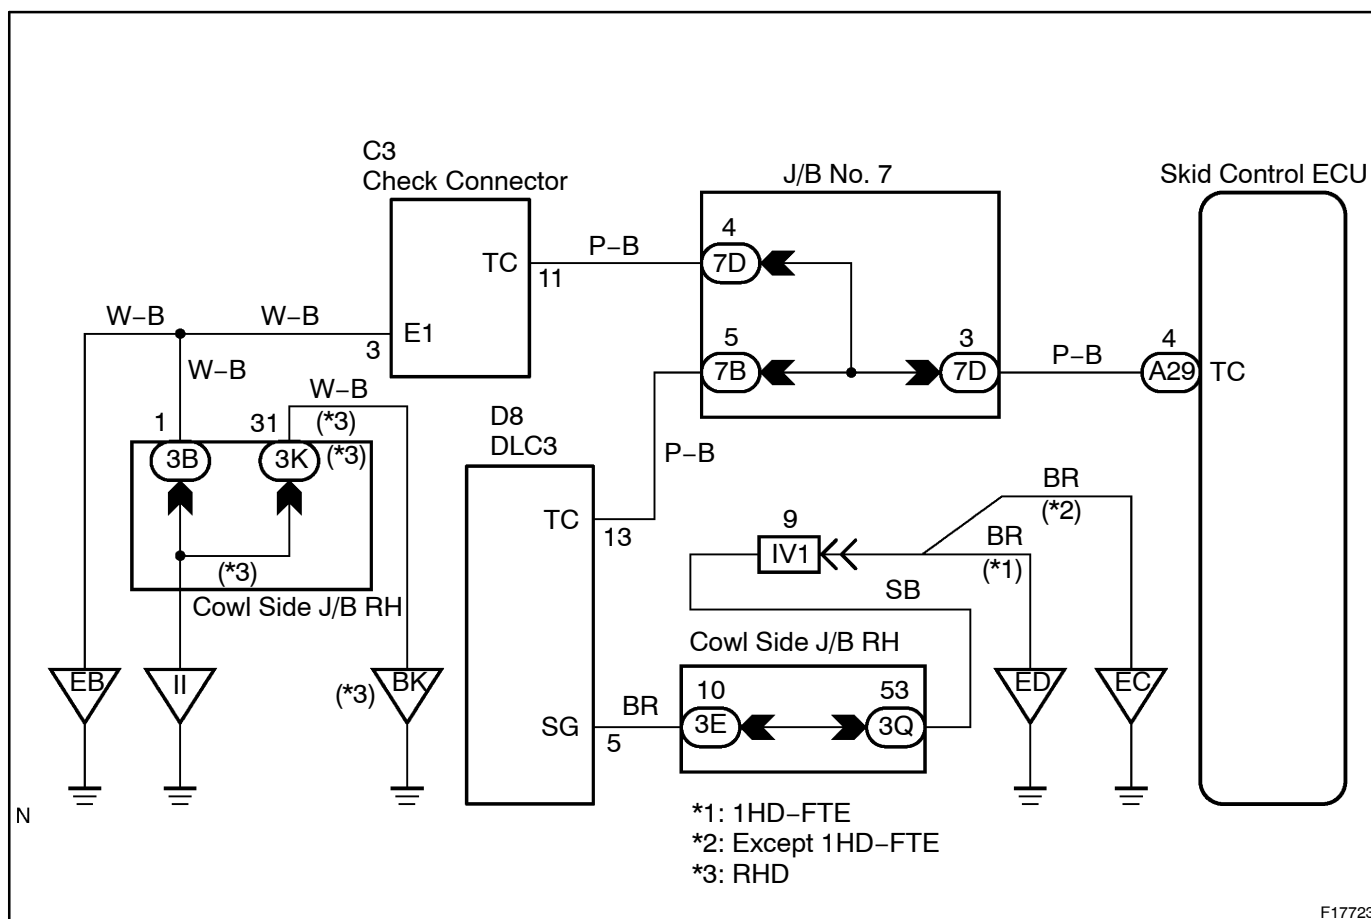 C3
Check Connector
J/B No. 7
Skid Control ECU
TC
11
P–B
4
7D
W–B
W–B
E1
3
5
7B
3
7D
P–B
4
A29
TC
W–B
W–B
(*3)
1
31
3B
3K
(*3)
(*3)
Cowl Side J/B RH
D8
DLC3
P–B
TC
13
9
IV1
BR
(*2)
BR
(*1)
SB
Cowl Side J/B RH
EB
II
(*3)
BK
SG
5
BR
10
3E
53
3Q
ED
EC
N
*1: 1HD–FTE
*2: Except 1HD–FTE
*3: RHD
F17723